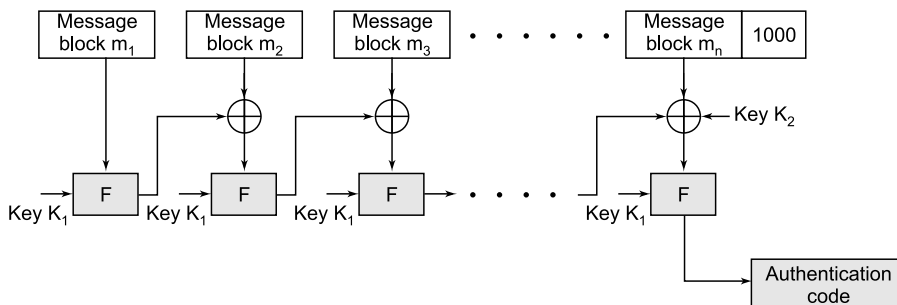 Message
block m₁
Message
block m₂
Message
block m₃
Message
block mₙ
1000
Key K₂
F
F
F
F
Key K₁
Key K₁
Key K₁
Key K₁
Authentication
code